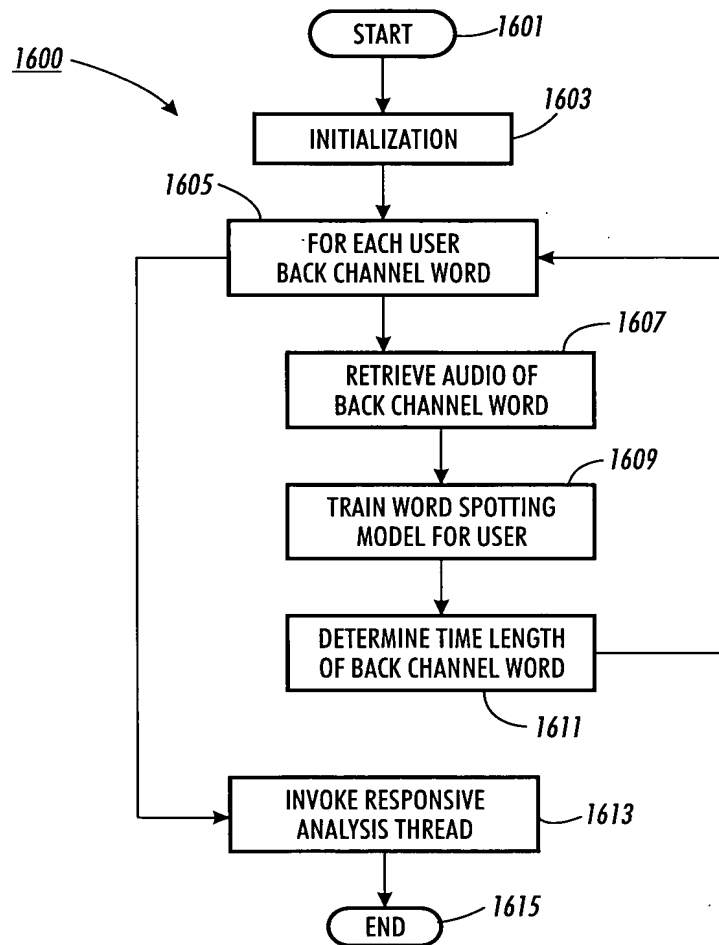 START
1601
1600
1603
INITIALIZATION
1605
FOR EACH USER
BACK CHANNEL WORD
1607
RETRIEVE AUDIO OF
BACK CHANNEL WORD
1609
TRAIN WORD SPOTTING
MODEL FOR USER
DETERMINE TIME LENGTH
OF BACK CHANNEL WORD
1611
INVOKE RESPONSIVE
ANALYSIS THREAD
1613
END
1615